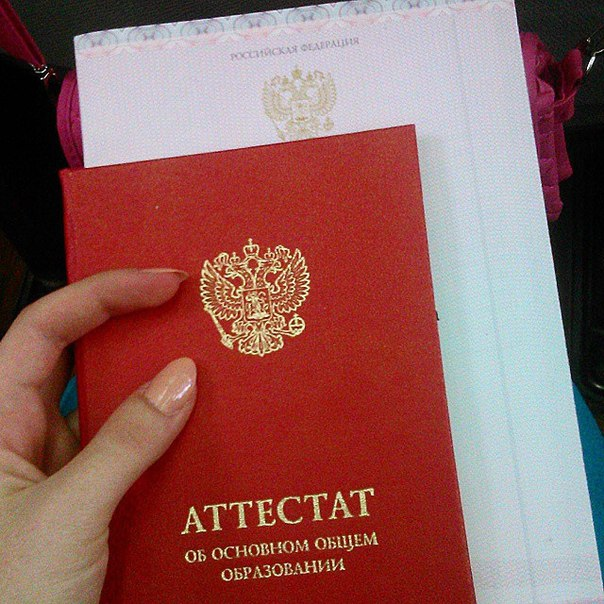 РОССИЙСКАЯ ФЕДЕРАЦИЯ
АТТЕСТАТ
ОБ ОСНОВНОМ ОБЩЕМ
ОБРАЗОВАНИИ